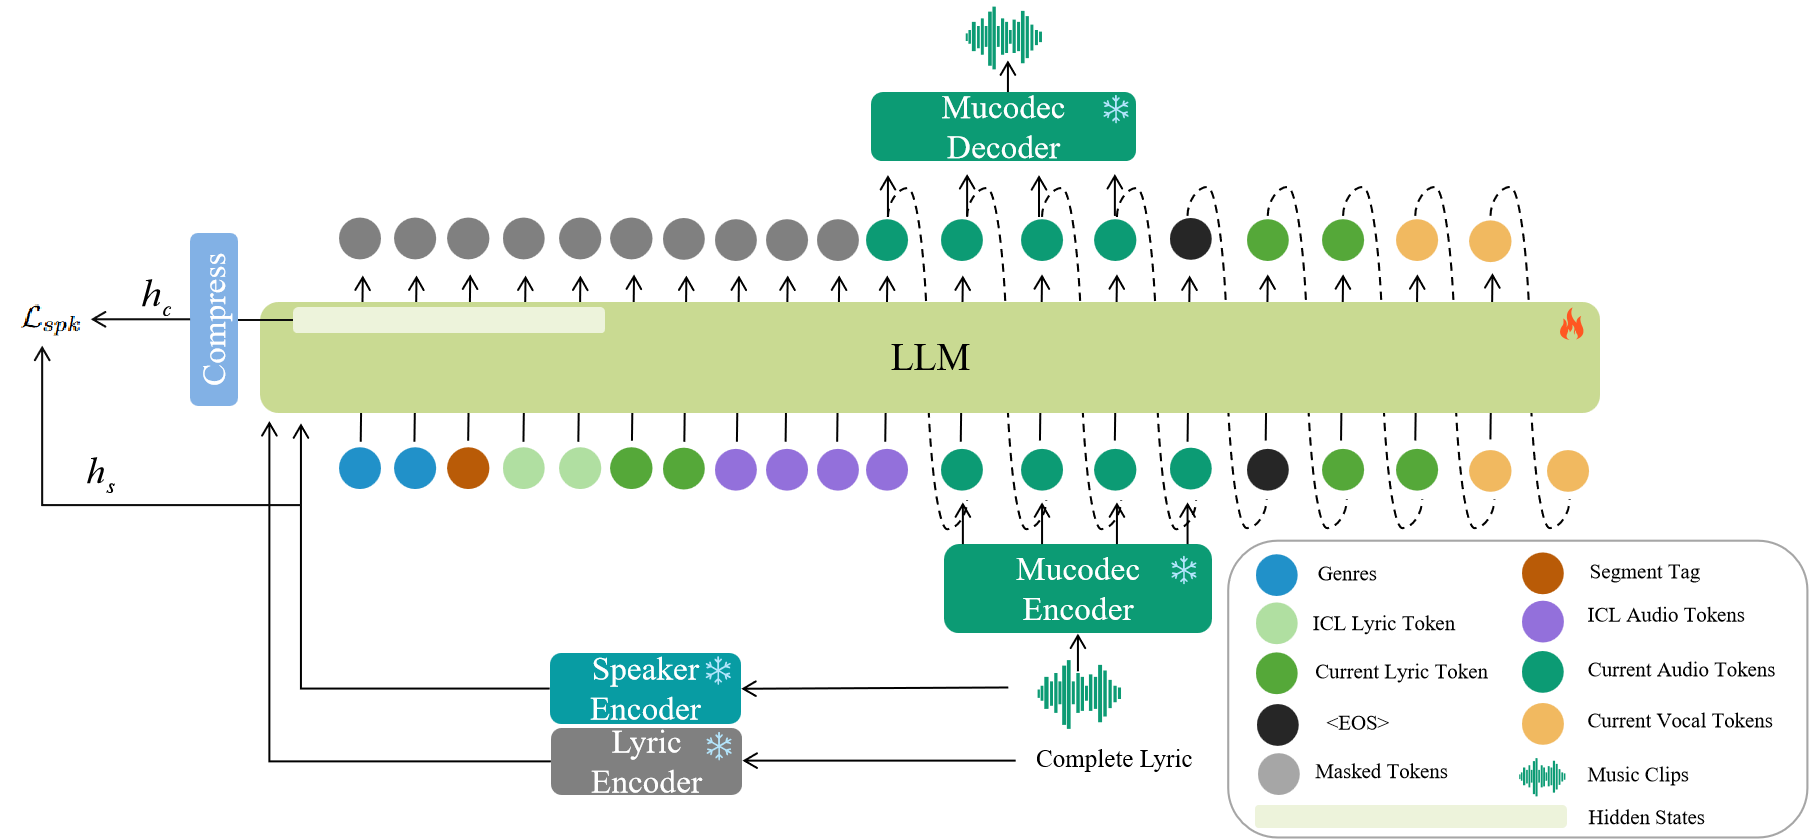 Mucodec
Decoder
Compress
h_c
ℒ_spk
LLM
h_s
Mucodec
Encoder
Speaker
Encoder
Lyric
Encoder
Complete Lyric
Genres
Segment Tag
ICL Lyric Token
ICL Audio Tokens
Current Lyric Token
Current Audio Tokens
<EOS>
Current Vocal Tokens
Masked Tokens
Music Clips
Hidden States